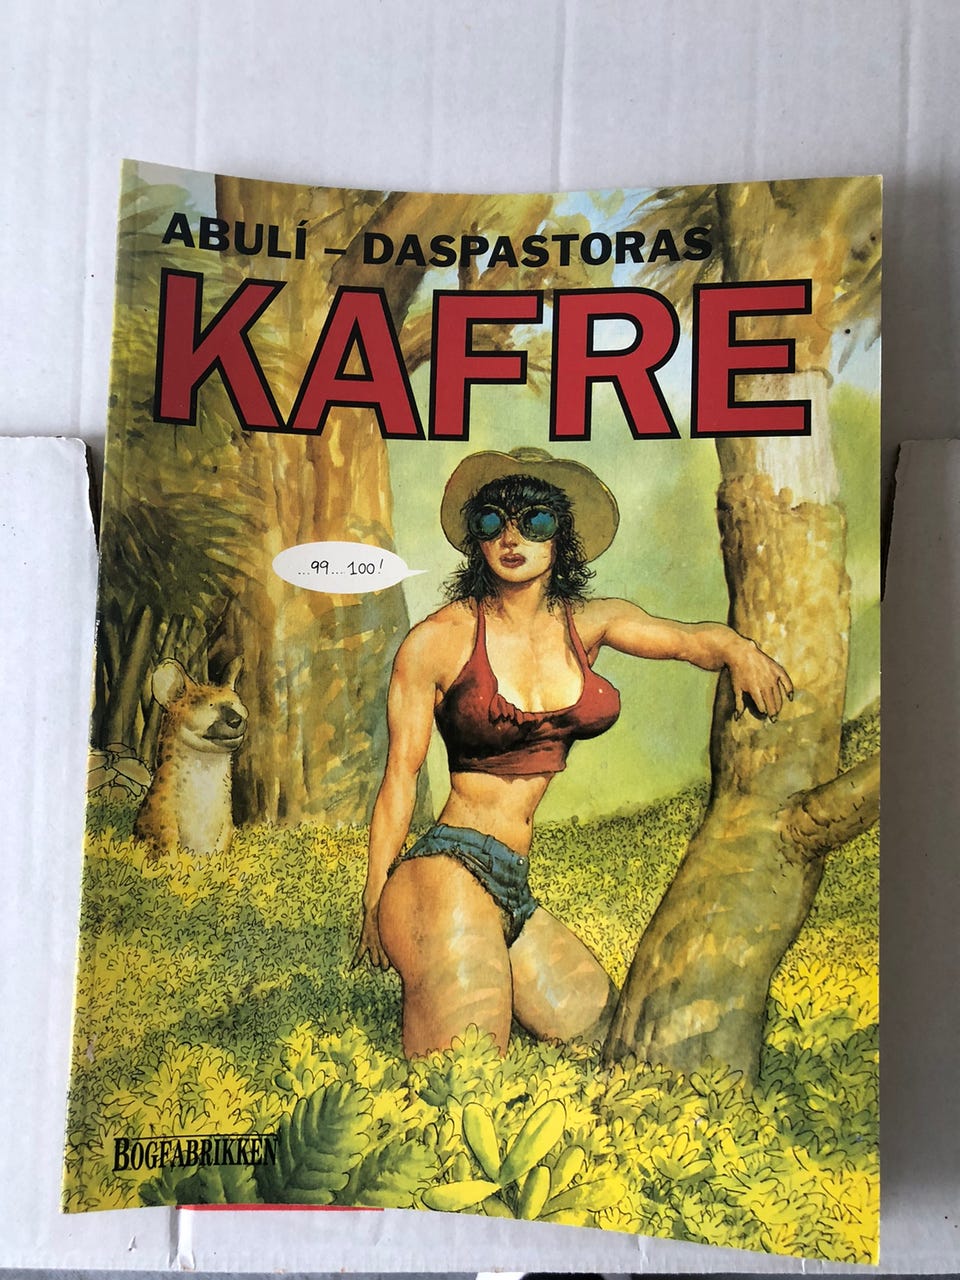 ABULÍ – DASPASTORAS
KAFRE
...99....100!
BOGFABRIKKEN